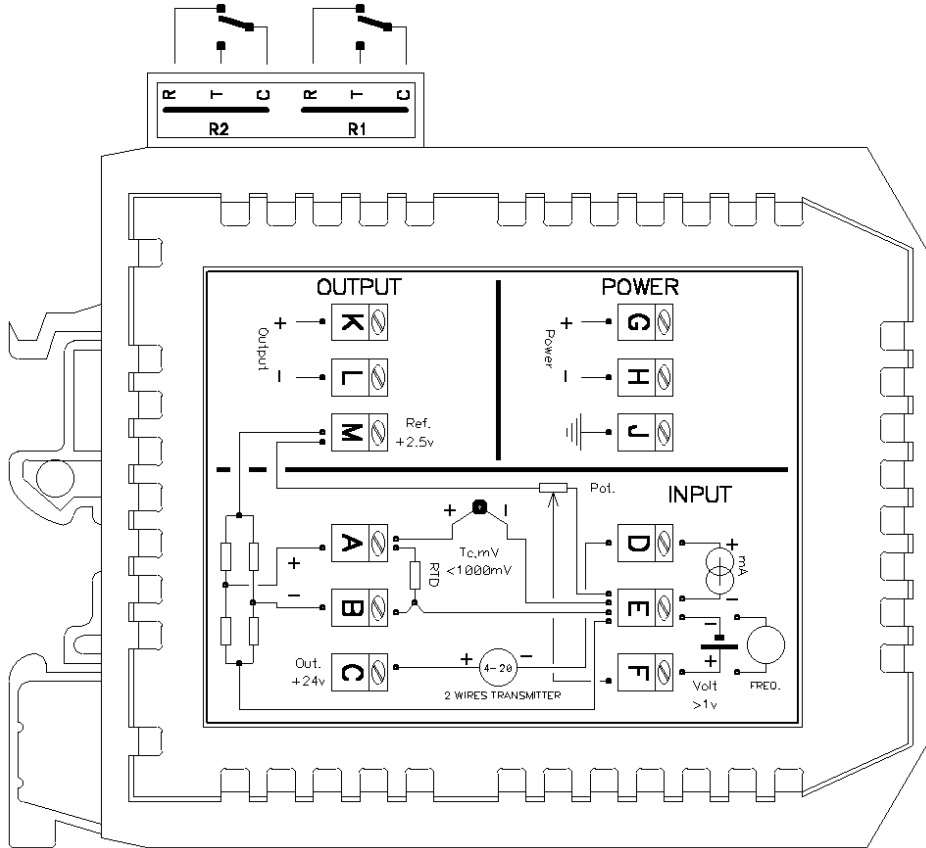 R T C R T C
R2 R1
OUTPUT POWER
+ K + G
Output Power
- L - H
M Ref. J
+2.5v
Pot. INPUT
+ - D +
A Tc.mV mA
+ <1000mV
RTD
- B E -
- +
Out. C + 4-20 - F
+24v 2 WIRES TRANSMITTER Volt FREQ.
>1v